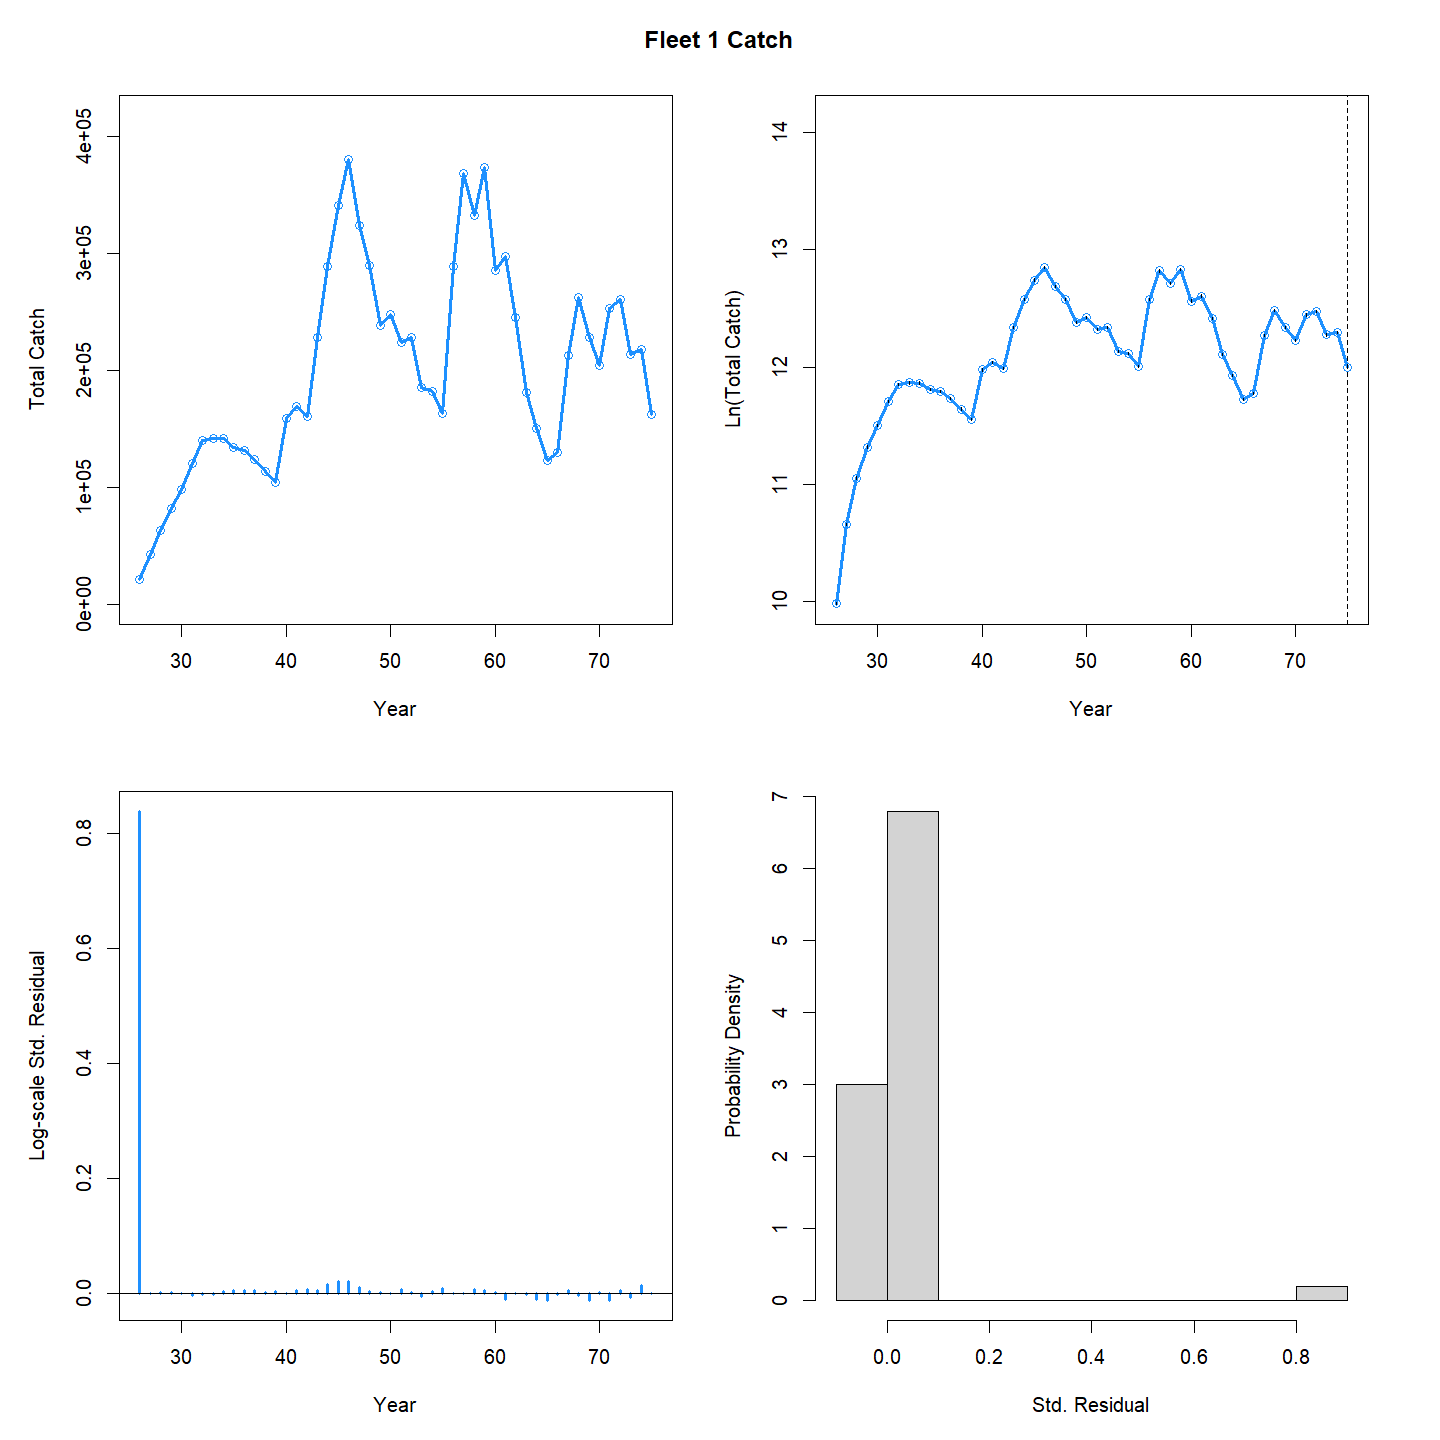 Fleet 1 Catch
Total Catch
0e+00 1e+05 2e+05 3e+05 4e+05
30 40 50 60 70
Year
Ln(Total Catch)
10 11 12 13 14
30 40 50 60 70
Year
Log-scale Std. Residual
0.0 0.2 0.4 0.6 0.8
30 40 50 60 70
Year
Probability Density
0 1 2 3 4 5 6 7
0.0 0.2 0.4 0.6 0.8
Std. Residual